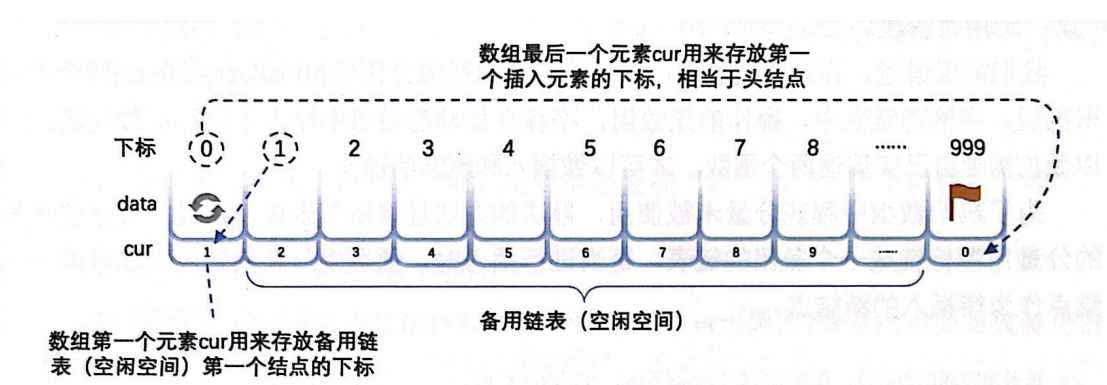 数组最后一个元素cur用来存放第一
个插入元素的下标，相当于头结点
下标 0 1 2 3 4 5 6 7 8 ...... 999
data
cur 1 2 3 4 5 6 7 8 9 ...... 0
备用链表（空闲空间）
数组第一个元素cur用来存放备用链
表（空闲空间）第一个结点的下标